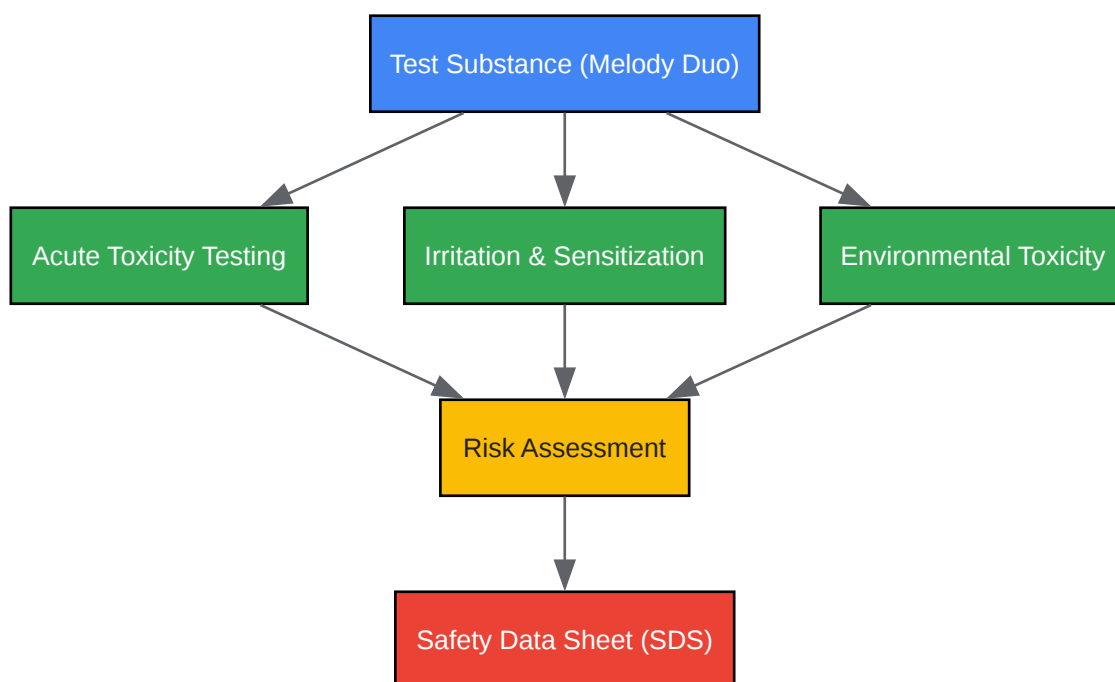 Test Substance (Melody Duo)
Acute Toxicity Testing
Irritation & Sensitization
Environmental Toxicity
Risk Assessment
Safety Data Sheet (SDS)